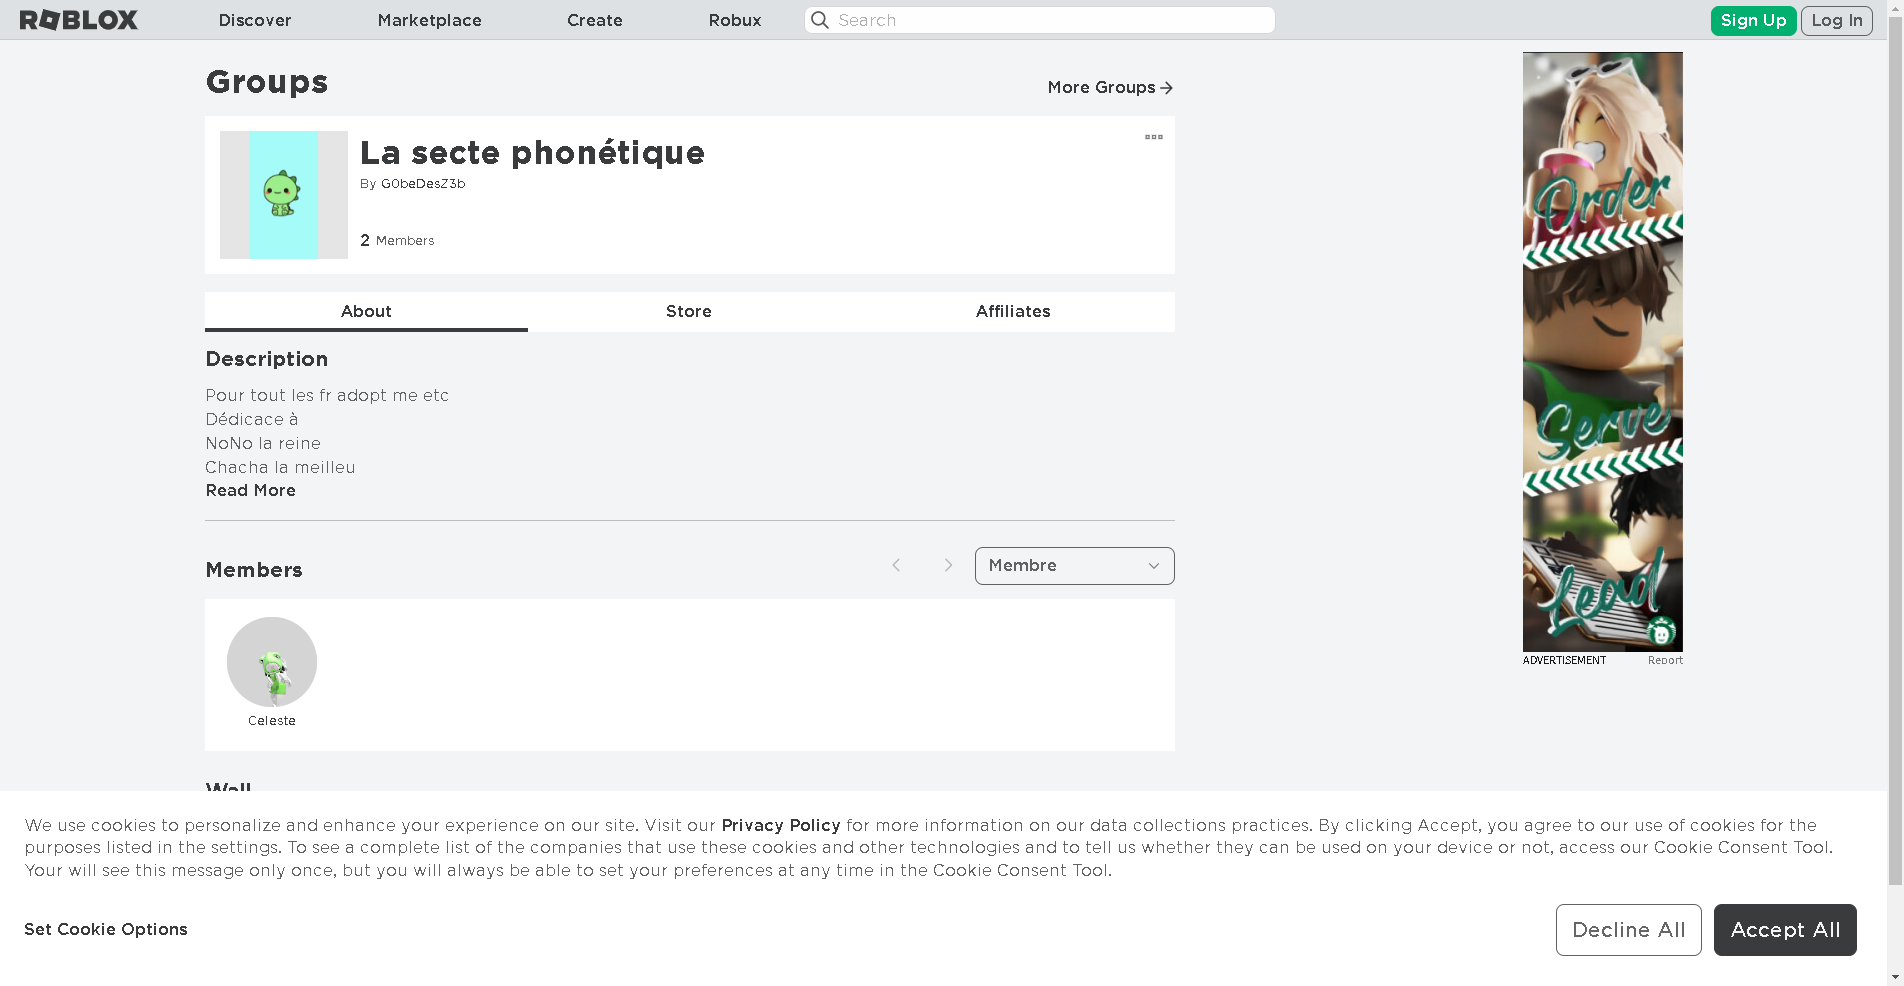 ROBLOX
Discover
Marketplace
Create
Robux
Search
Sign Up
Log In
Groups
More Groups
La secte phonétique
By G0beDesZ3b
2 Members
About
Store
Affiliates
Description
Pour tout les fr adopt me etc
Dédicace à
NoNo la reine
Chacha la meilleu
Read More
Members
Membre
Celeste
Wall
Order
Serve
Lead
ADVERTISEMENT
Report
We use cookies to personalize and enhance your experience on our site. Visit our Privacy Policy for more information on our data collections practices. By clicking Accept, you agree to our use of cookies for the
purposes listed in the settings. To see a complete list of the companies that use these cookies and other technologies and to tell us whether they can be used on your device or not, access our Cookie Consent Tool.
Your will see this message only once, but you will always be able to set your preferences at any time in the Cookie Consent Tool.
Set Cookie Options
Decline All
Accept All